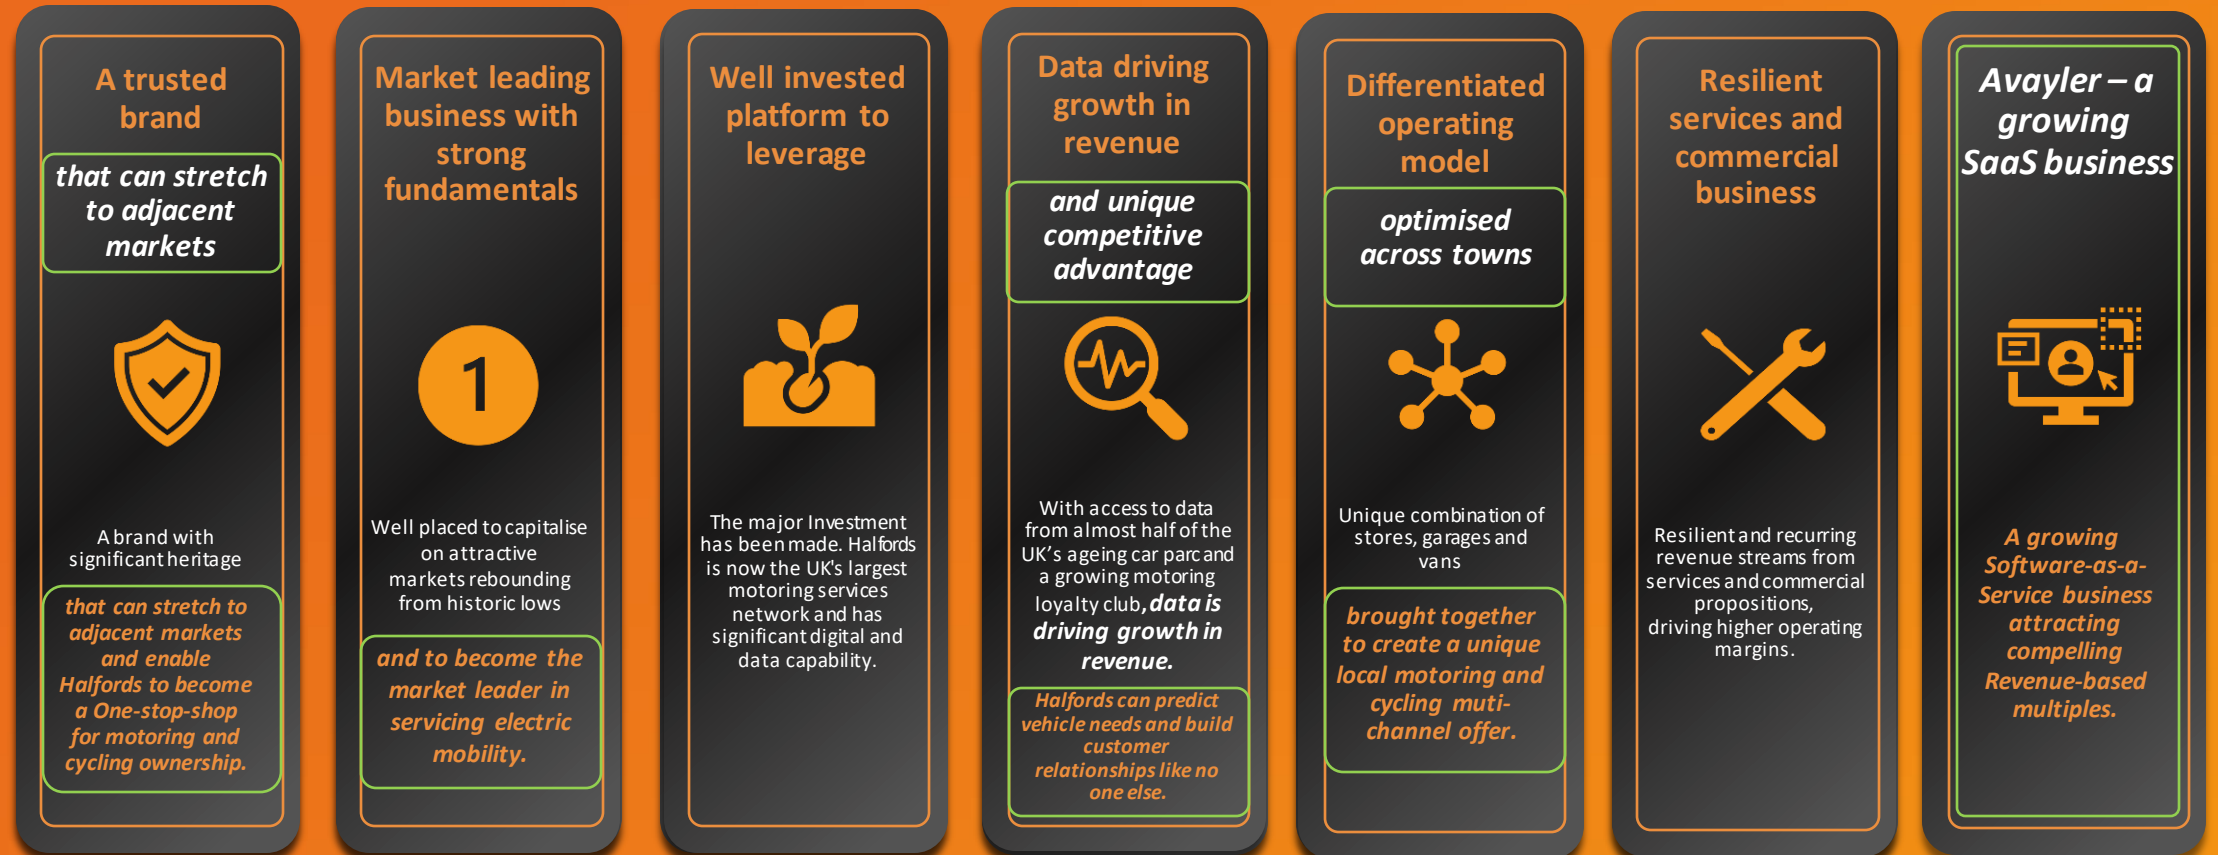 A trusted
brand
that can stretch
to adjacent
markets
A brand with
significant heritage
that can stretch to
adjacent markets
and enable
Halfords to become
a One-stop-shop
for motoring and
cycling ownership.
Market leading
business with
strong
fundamentals
1
Well placed to capitalise
on attractive
markets rebounding
from historic lows
and to become the
market leader in
servicing electric
mobility.
Well invested
platform to
leverage
The major Investment
has been made. Halfords
is now the UK's largest
motoring services
network and has
significant digital and
data capability.
Data driving
growth in
revenue
and unique
competitive
advantage
With access to data
from almost half of the
UK’s ageing car parc and
a growing motoring
loyalty club, data is
driving growth in
revenue.
Halfords can predict
vehicle needs and build
customer
relationships like no
one else.
Differentiated
operating
model
optimised
across towns
Unique combination of
stores, garages and
vans
brought together
to create a unique
local motoring and
cycling muti-
channel offer.
Resilient
services and
commercial
business
Resilient and recurring
revenue streams from
services and commercial
propositions,
driving higher operating
margins.
Avayler – a
growing
SaaS business
A growing
Software-as-a-
Service business
attracting
compelling
Revenue-based
multiples.